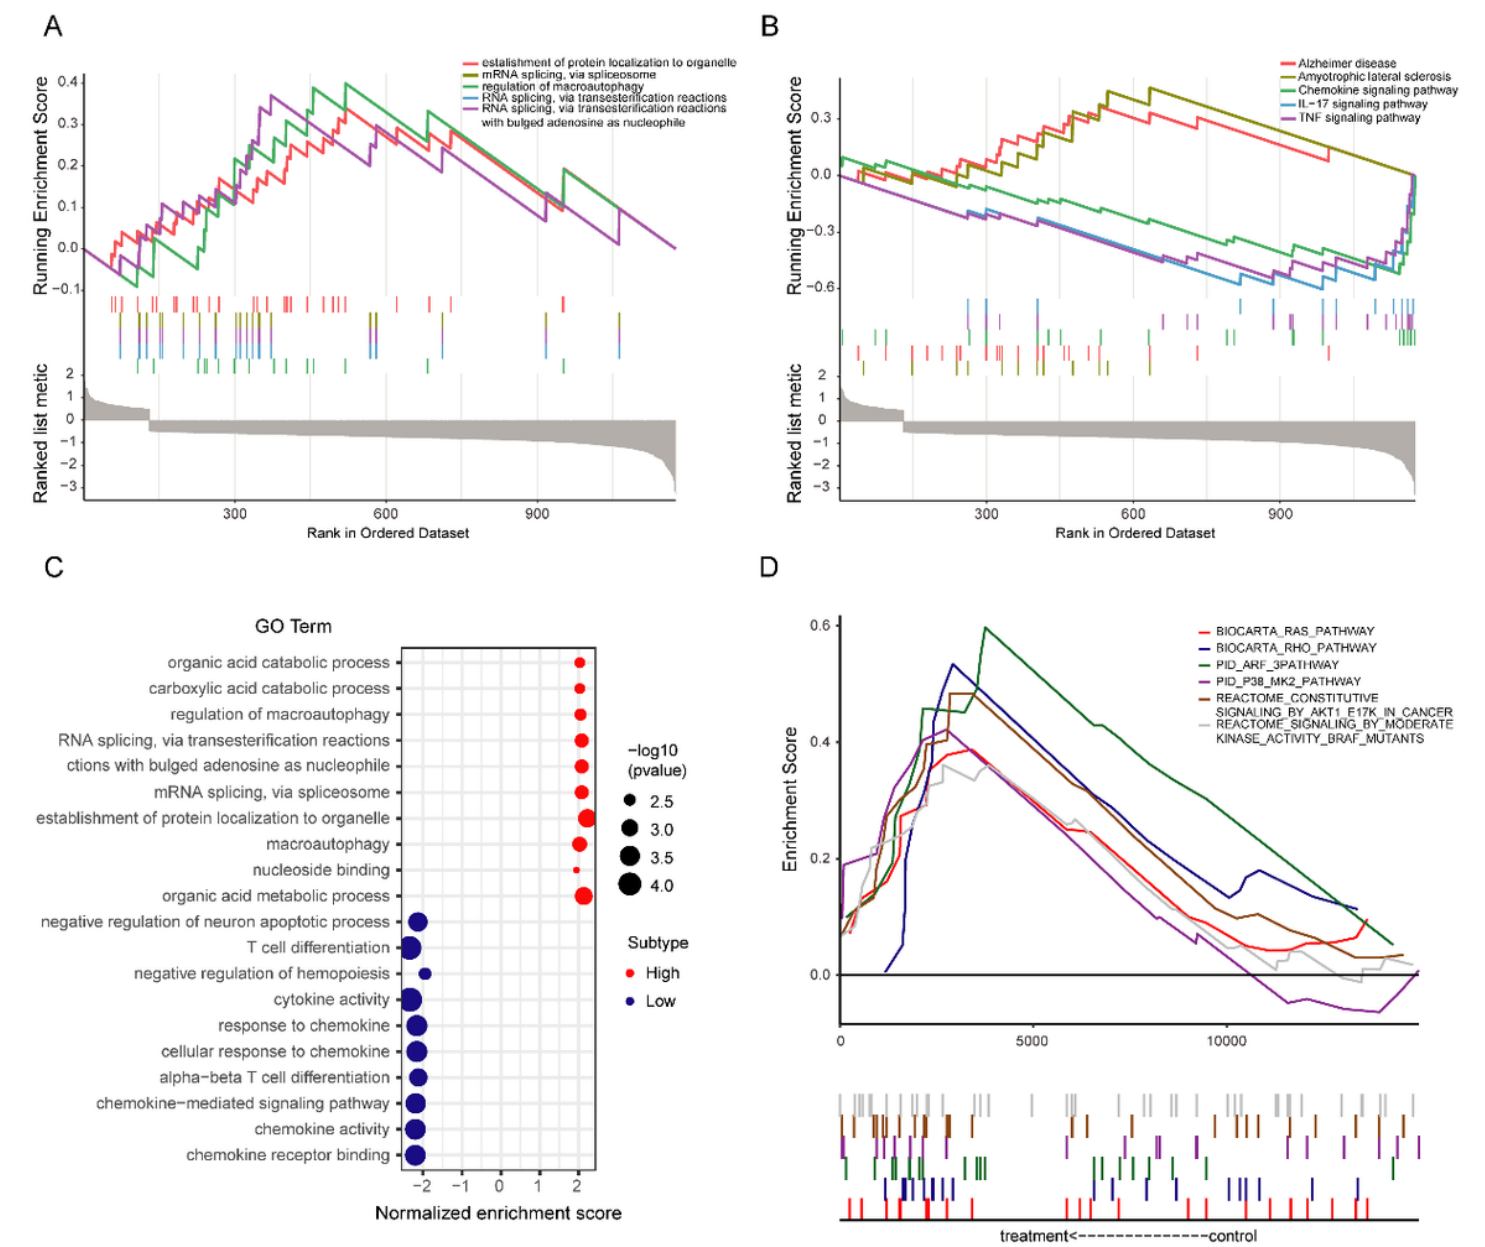 A
Running Enrichment Score
0.4
0.3
0.2
0.1
0.0
−0.1
estalishment of protein localization to organelle
mRNA splicing, via spliceosome
regulation of macroautophagy
RNA splicing, via transesterification reactions
RNA splicing, via transesterification reactions
with bulged adenosine as nucleophile
Ranked list metic
2
1
0
−1
−2
−3
300
600
900
Rank in Ordered Dataset
B
Running Enrichment Score
0.3
0.0
−0.3
−0.6
Alzheimer disease
Amyotrophic lateral sclerosis
Chemokine signaling pathway
IL−17 signaling pathway
TNF signaling pathway
Ranked list metic
2
1
0
−1
−2
−3
300
600
900
Rank in Ordered Dataset
C
GO Term
organic acid catabolic process
carboxylic acid catabolic process
regulation of macroautophagy
RNA splicing, via transesterification reactions
ctions with bulged adenosine as nucleophile
mRNA splicing, via spliceosome
establishment of protein localization to organelle
macroautophagy
nucleoside binding
organic acid metabolic process
negative regulation of neuron apoptotic process
T cell differentiation
negative regulation of hemopoiesis
cytokine activity
response to chemokine
cellular response to chemokine
alpha−beta T cell differentiation
chemokine−mediated signaling pathway
chemokine activity
chemokine receptor binding
−2
−1
0
1
2
Normalized enrichment score
−log10
(pvalue)
2.5
3.0
3.5
4.0
Subtype
High
Low
D
Enrichment Score
0.6
0.4
0.2
0.0
BIOCARTA_RAS_PATHWAY
BIOCARTA_RHO_PATHWAY
PID_ARF_3PATHWAY
PID_P38_MK2_PATHWAY
REACTOME_CONSTITUTIVE
SIGNALING_BY_AKT1_E17K_IN_CANCER
REACTOME_SIGNALING_BY_MODERATE
KINASE_ACTIVITY_BRAF_MUTANTS
0
5000
10000
treatment<-------------control